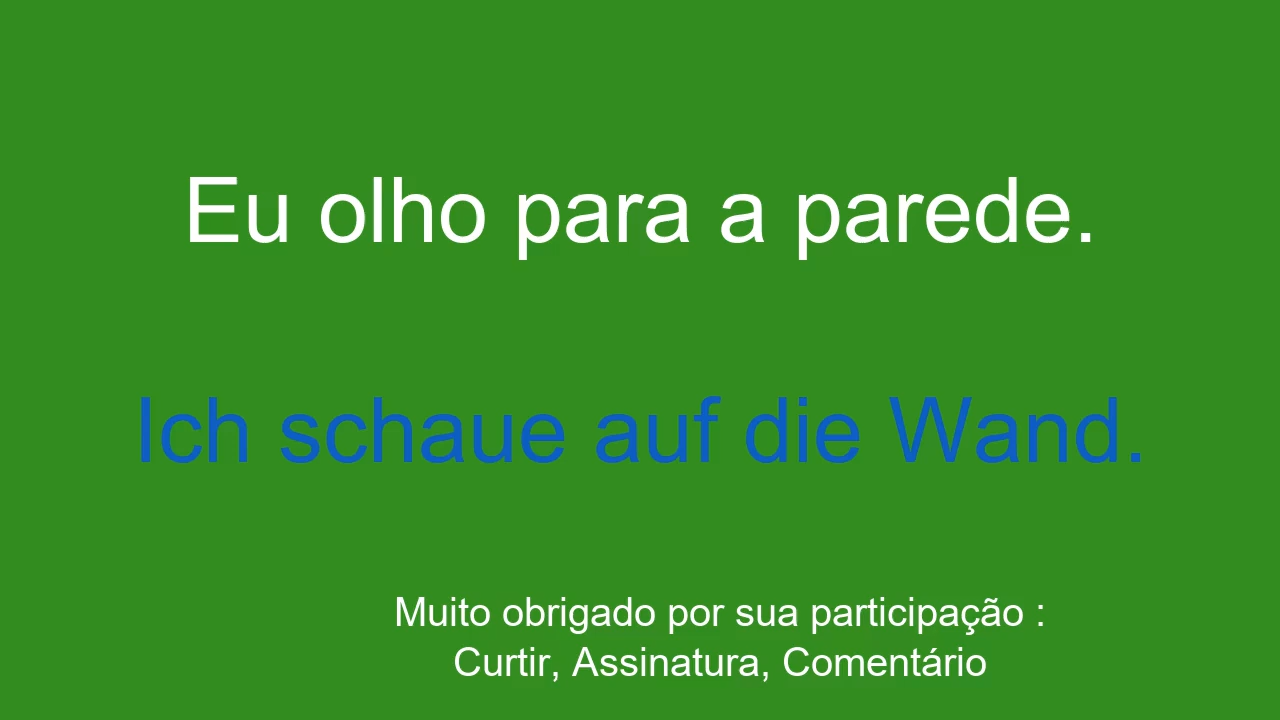 Eu olho para a parede.
Ich schaue auf die Wand.
Muito obrigado por sua participação :
Curtir, Assinatura, Comentário